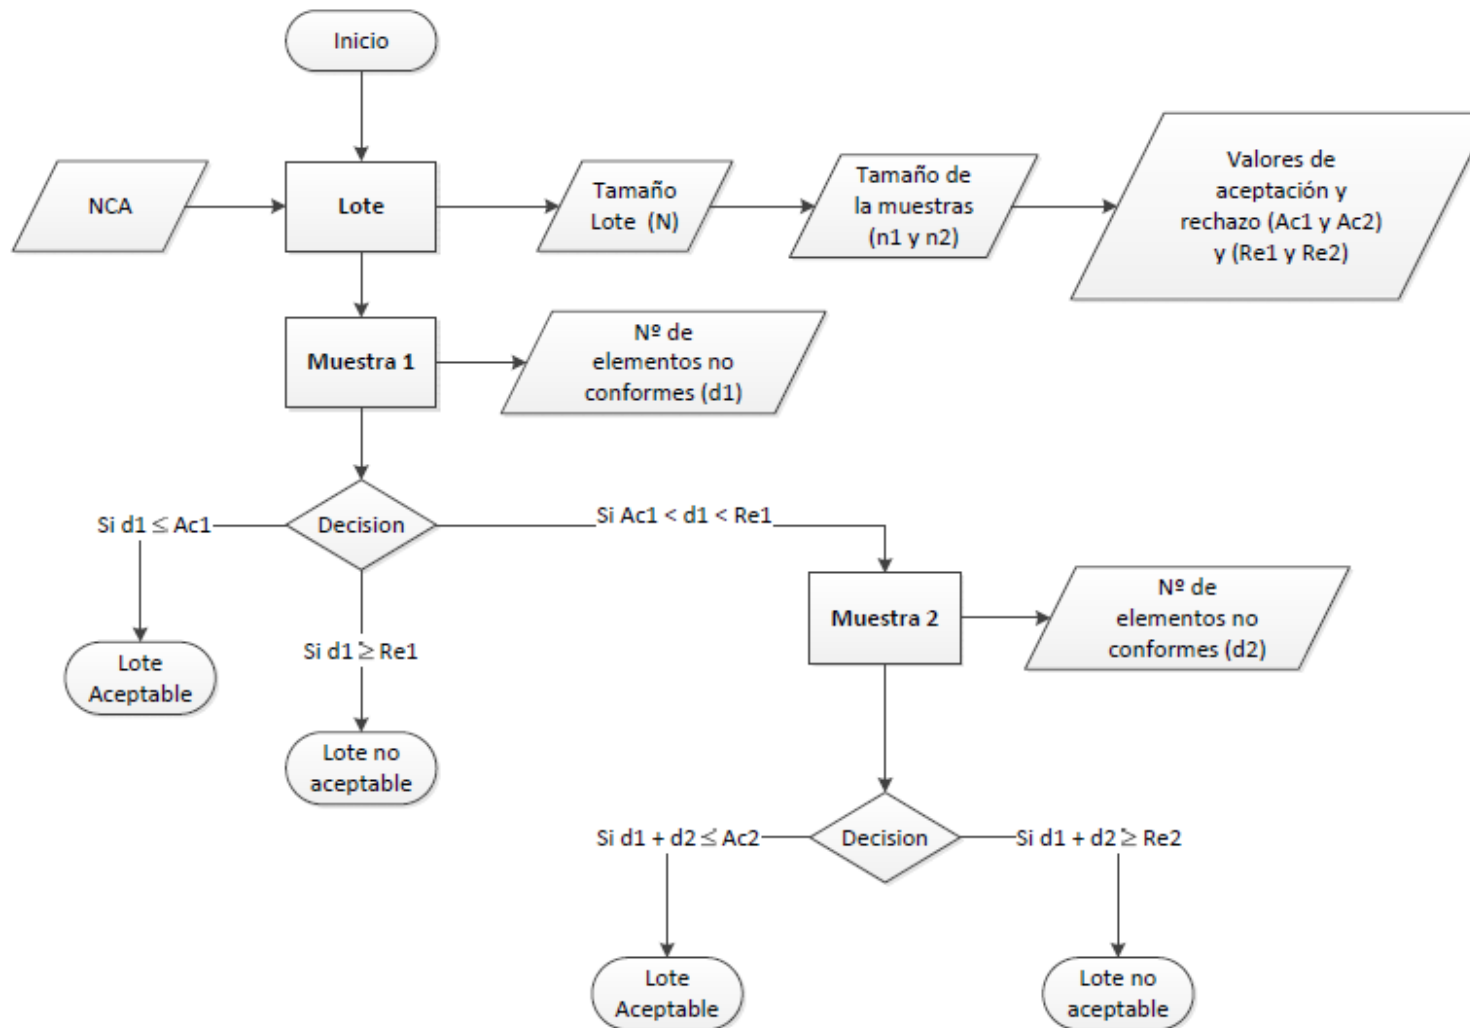 Inicio
NCA
Lote
Tamaño
Lote (N)
Tamaño de
la muestras
(n1 y n2)
Valores de
aceptación y
rechazo (Ac1 y Ac2)
y (Re1 y Re2)
Muestra 1
Nº de
elementos no
conformes (d1)
Si d1 ≤ Ac1
Decision
Si Ac1 < d1 < Re1
Muestra 2
Nº de
elementos no
conformes (d2)
Si d1 ≥ Re1
Lote
Aceptable
Lote no
aceptable
Si d1 + d2 ≤ Ac2
Decision
Si d1 + d2 ≥ Re2
Lote
Aceptable
Lote no
aceptable